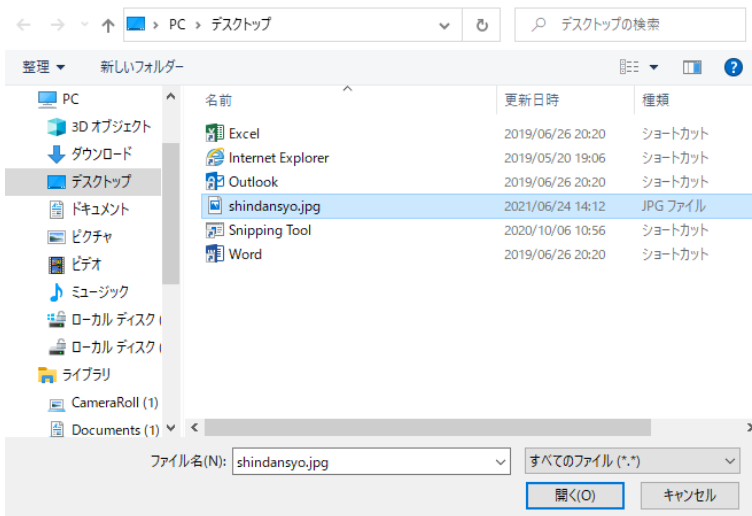 PC › デスクトップ
デスクトップの検索
整理
新しいフォルダー
?
PC
3D オブジェクト
ダウンロード
デスクトップ
ドキュメント
ピクチャ
ビデオ
ミュージック
ローカル ディスク (
ローカル ディスク (
ライブラリ
CameraRoll (1)
Documents (1)
名前 更新日時 種類
Excel 2019/06/26 20:20 ショートカット
Internet Explorer 2019/05/20 19:06 ショートカット
Outlook 2019/06/26 20:20 ショートカット
shindansyo.jpg 2021/06/24 14:12 JPG ファイル
Snipping Tool 2020/10/06 10:56 ショートカット
Word 2019/06/26 20:20 ショートカット
ファイル名(N): shindansyo.jpg
すべてのファイル (*.*)
開く(O)
キャンセル